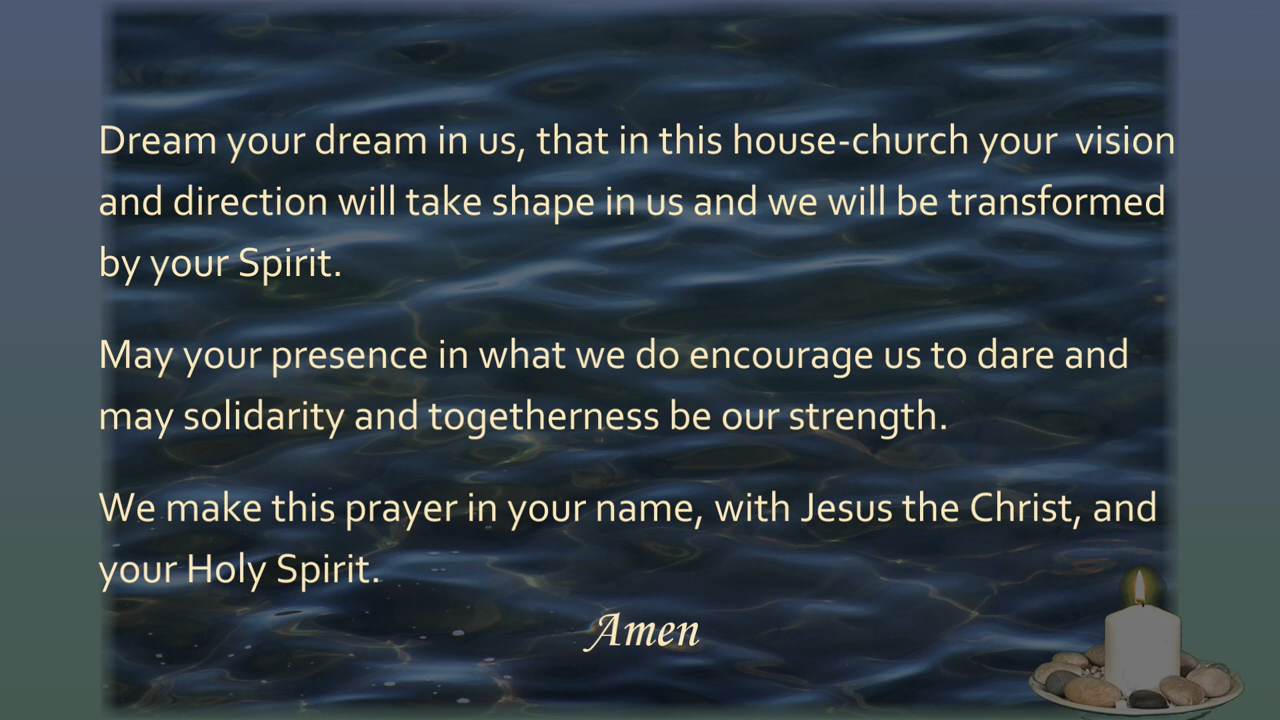 Dream your dream in us, that in this house-church your  vision
and direction will take shape in us and we will be transformed
by your Spirit.
May your presence in what we do encourage us to dare and
may solidarity and togetherness be our strength.
We make this prayer in your name, with Jesus the Christ, and
your Holy Spirit.
Amen